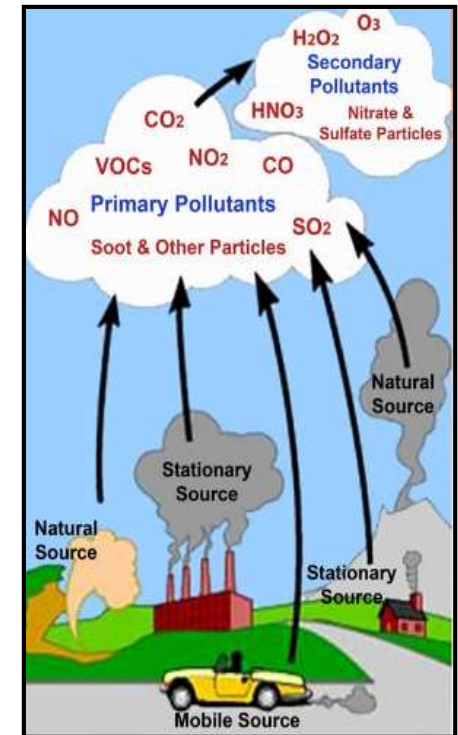 O3
H2O2
Secondary
Pollutants
HNO3
Nitrate &
Sulfate Particles
CO2
VOCs
NO2
CO
Primary Pollutants
NO
SO2
Soot & Other Particles
Natural
Source
Stationary
Source
Natural
Source
Stationary
Source
Mobile Source